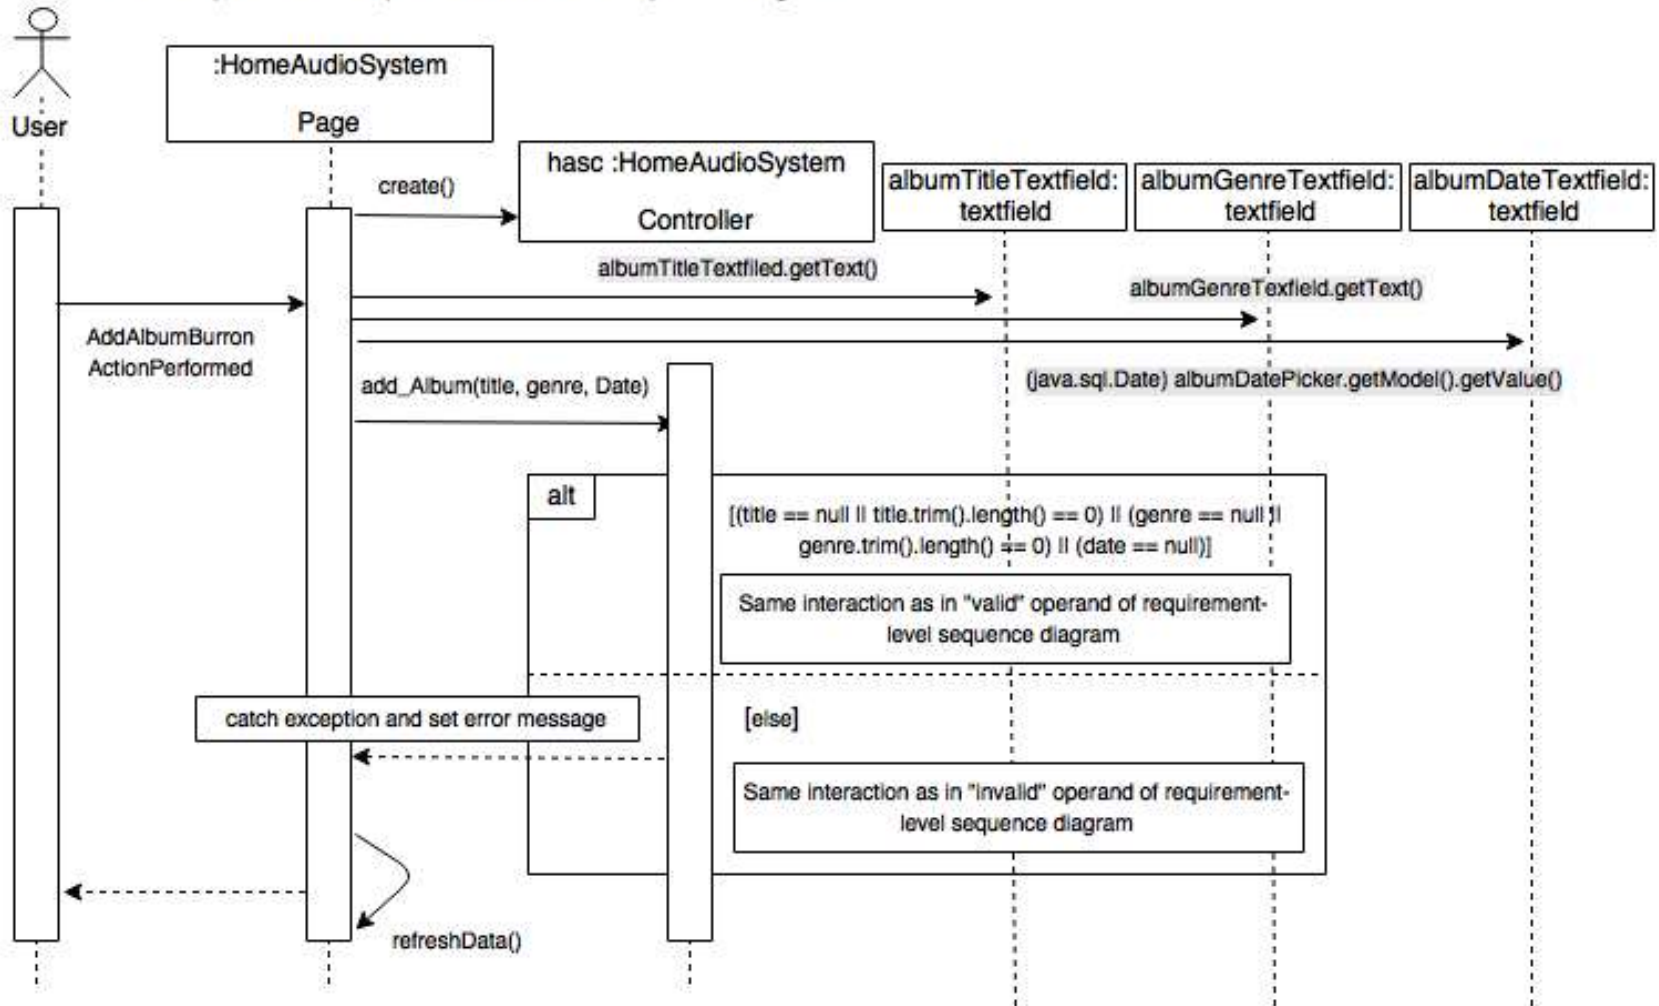 User
:HomeAudioSystem
Page
create()
hasc :HomeAudioSystem
Controller
albumTitleTextfield:
textfield
albumGenreTextfield:
textfield
albumDateTextfield:
textfield
albumTitleTextfiled.getText()
albumGenreTexfield.getText()
AddAlbumBurron
ActionPerformed
(java.sql.Date) albumDatePicker.getModel().getValue()
add_Album(title, genre, Date)
alt
[(title == null || title.trim().length() == 0) || (genre == null ||
genre.trim().length() == 0) || (date == null)]
Same interaction as in "valid" operand of requirement-
level sequence diagram
catch exception and set error message
[else]
Same interaction as in "invalid" operand of requirement-
level sequence diagram
refreshData()